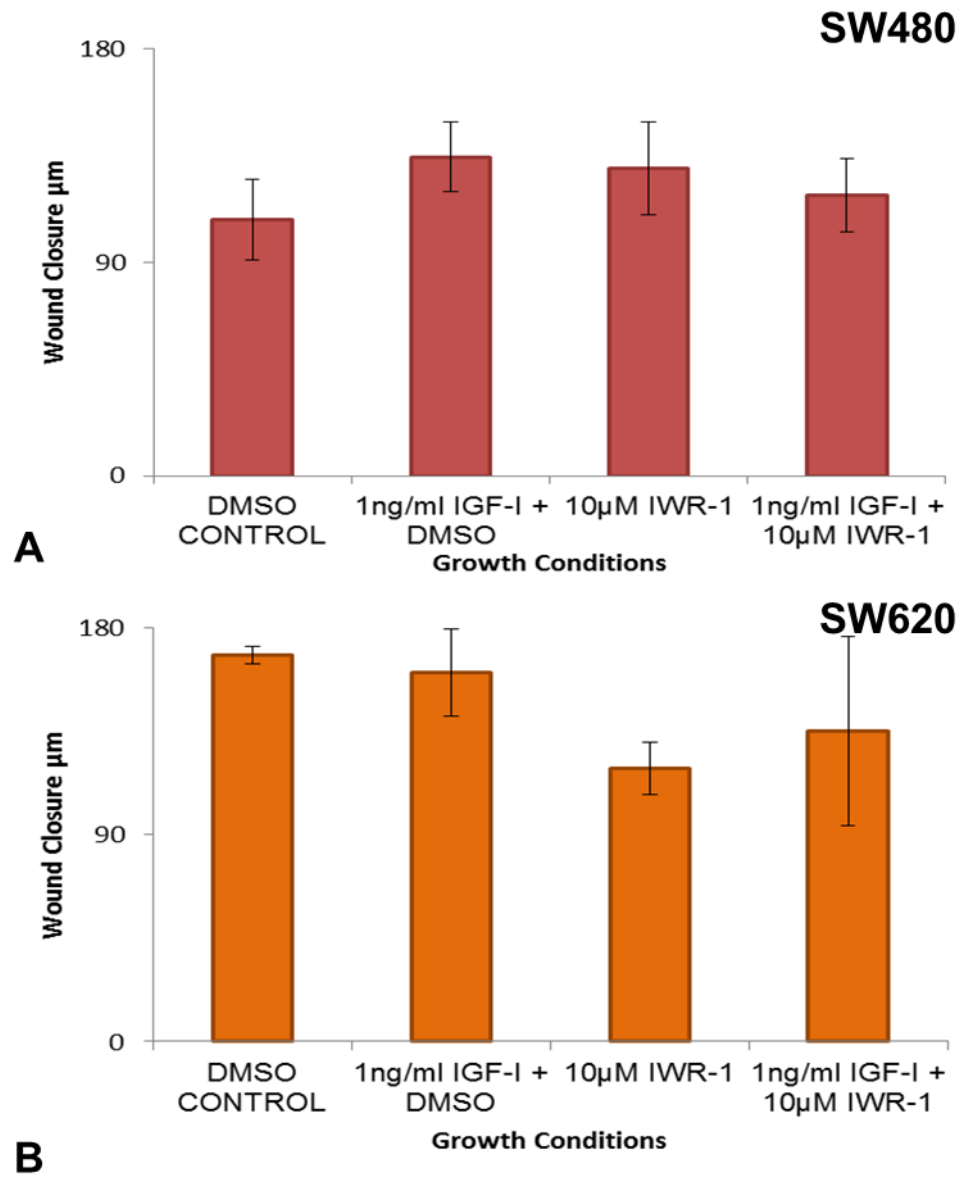 SW480
180
90
0
Wound Closure µm
DMSO CONTROL
1ng/ml IGF-I + DMSO
10µM IWR-1
1ng/ml IGF-I + 10µM IWR-1
Growth Conditions
A
SW620
180
90
0
Wound Closure µm
DMSO CONTROL
1ng/ml IGF-I + DMSO
10µM IWR-1
1ng/ml IGF-I + 10µM IWR-1
Growth Conditions
B